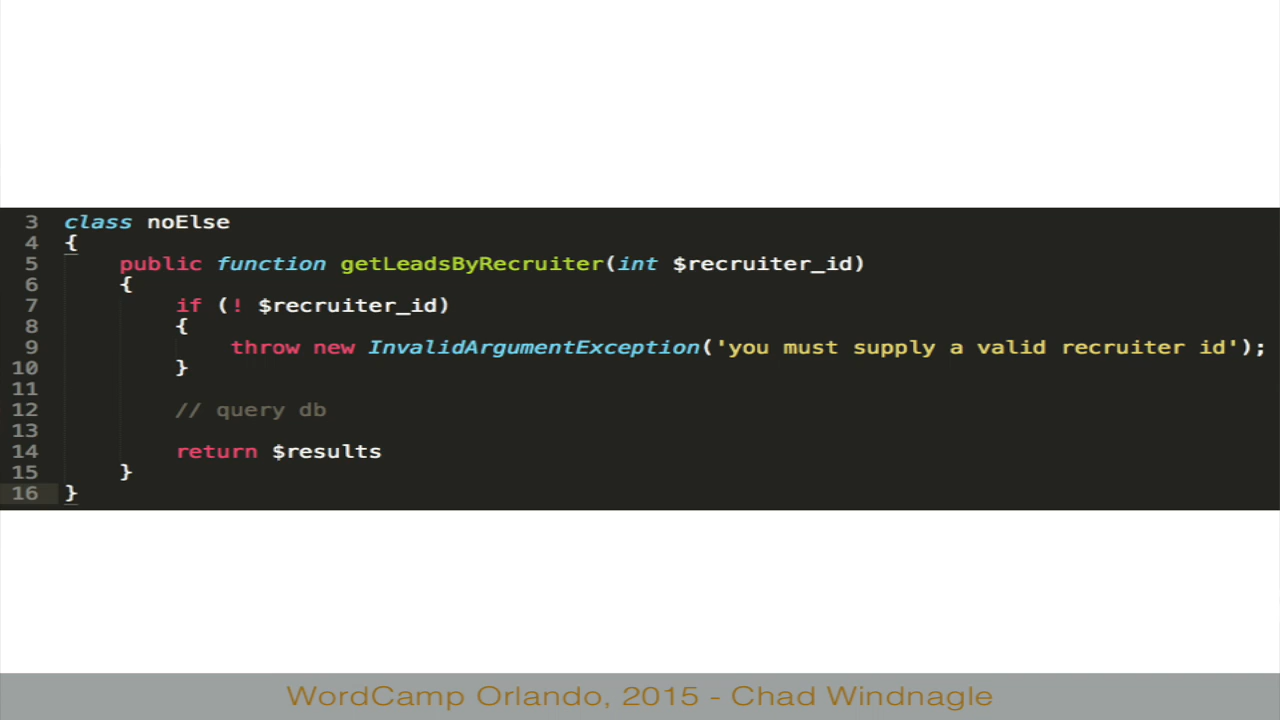 3 class noElse
4 {
5 public function getLeadsByRecruiter(int $recruiter_id)
6 {
7 if (! $recruiter_id)
8 {
9 throw new InvalidArgumentException('you must supply a valid recruiter id');
10 }
11
12 // query db
13
14 return $results
15 }
16 }
WordCamp Orlando, 2015 - Chad Windnagle